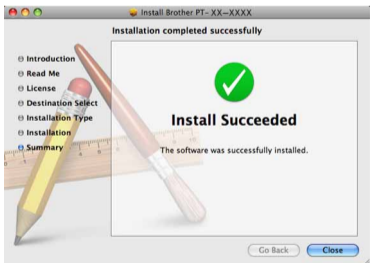 Install Brother PT- XX—XXXX
Installation completed successfully
Introduction
Read Me
License
Destination Select
Installation Type
Installation
Summary
Install Succeeded
The software was successfully installed.
Go Back
Close